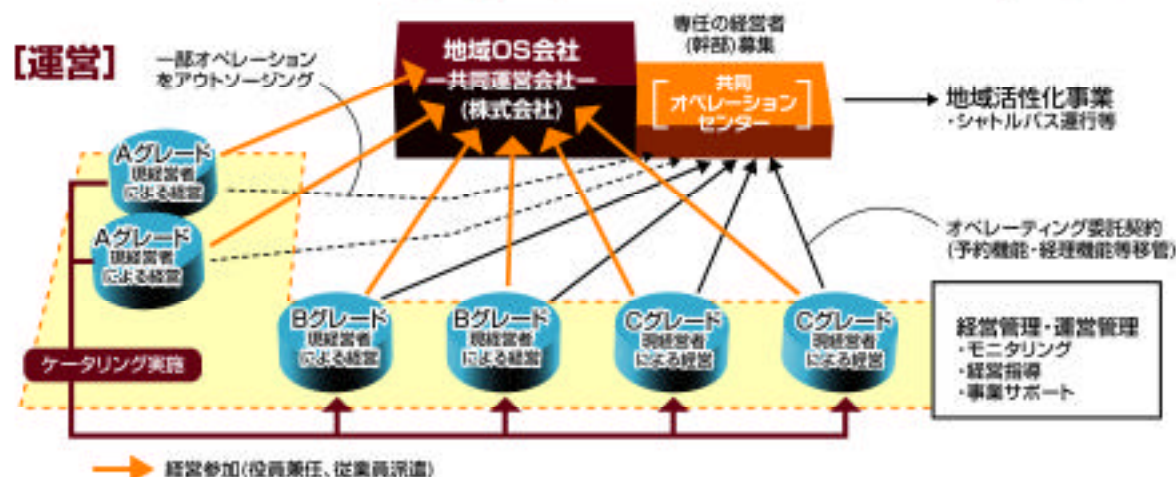 【運営】
一部オペレーション
をアウトソーシング
地域OS会社
ー共同運営会社ー
(株式会社)
専任の経営者
(幹部)募集
共同
オペレーション
センター
地域活性化事業
・シャトルバス運行等
Aグレード
現経営者
による経営
Aグレード
現経営者
による経営
オペレーティング委託契約
(予約機能・経理機能等移管)
Bグレード
現経営者
による経営
Bグレード
現経営者
による経営
Cグレード
現経営者
による経営
Cグレード
現経営者
による経営
経営管理・運営管理
・モニタリング
・経営指導
・事業サポート
ケータリング実施
経営参加(役員兼任、従業員派遣)